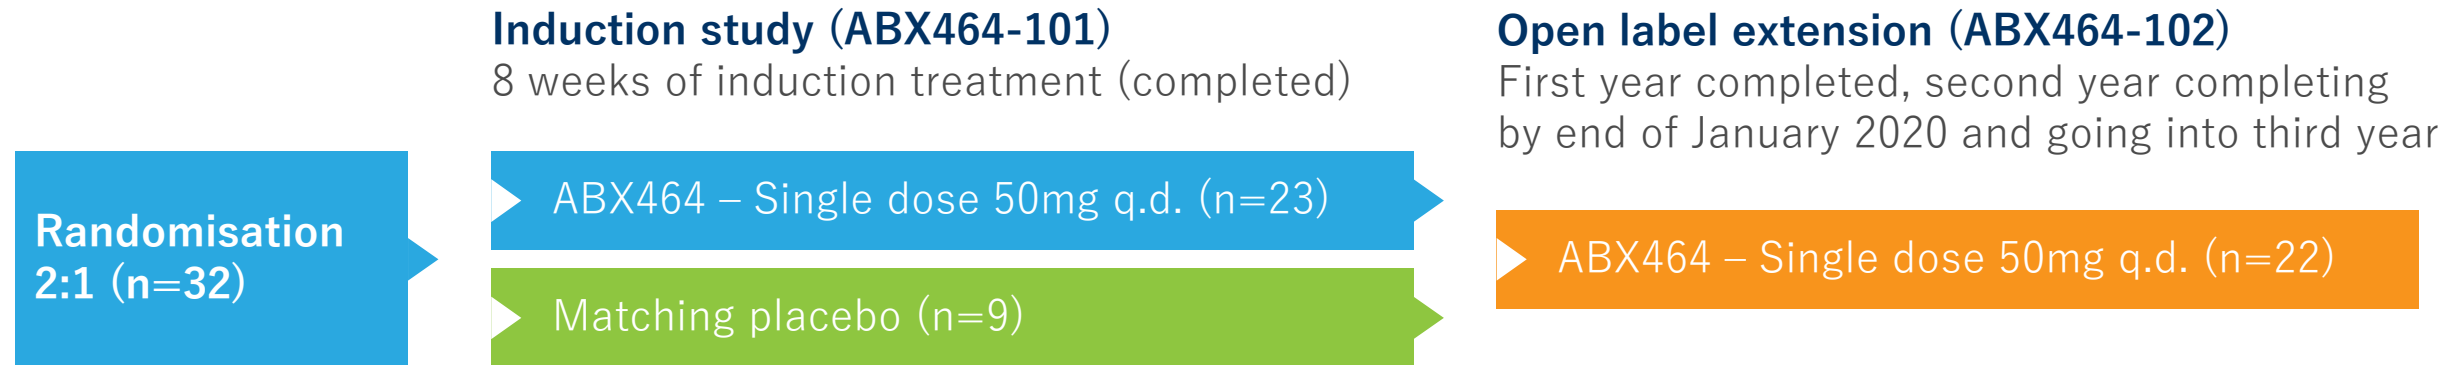 Induction study (ABX464-101)
8 weeks of induction treatment (completed)
Open label extension (ABX464-102)
First year completed, second year completing
by end of January 2020 and going into third year
Randomisation
2:1 (n=32)
ABX464 – Single dose 50mg q.d. (n=23)
Matching placebo (n=9)
ABX464 – Single dose 50mg q.d. (n=22)